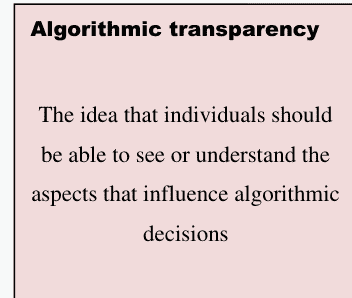 Algorithmic transparency
The idea that individuals should
be able to see or understand the
aspects that influence algorithmic
decisions